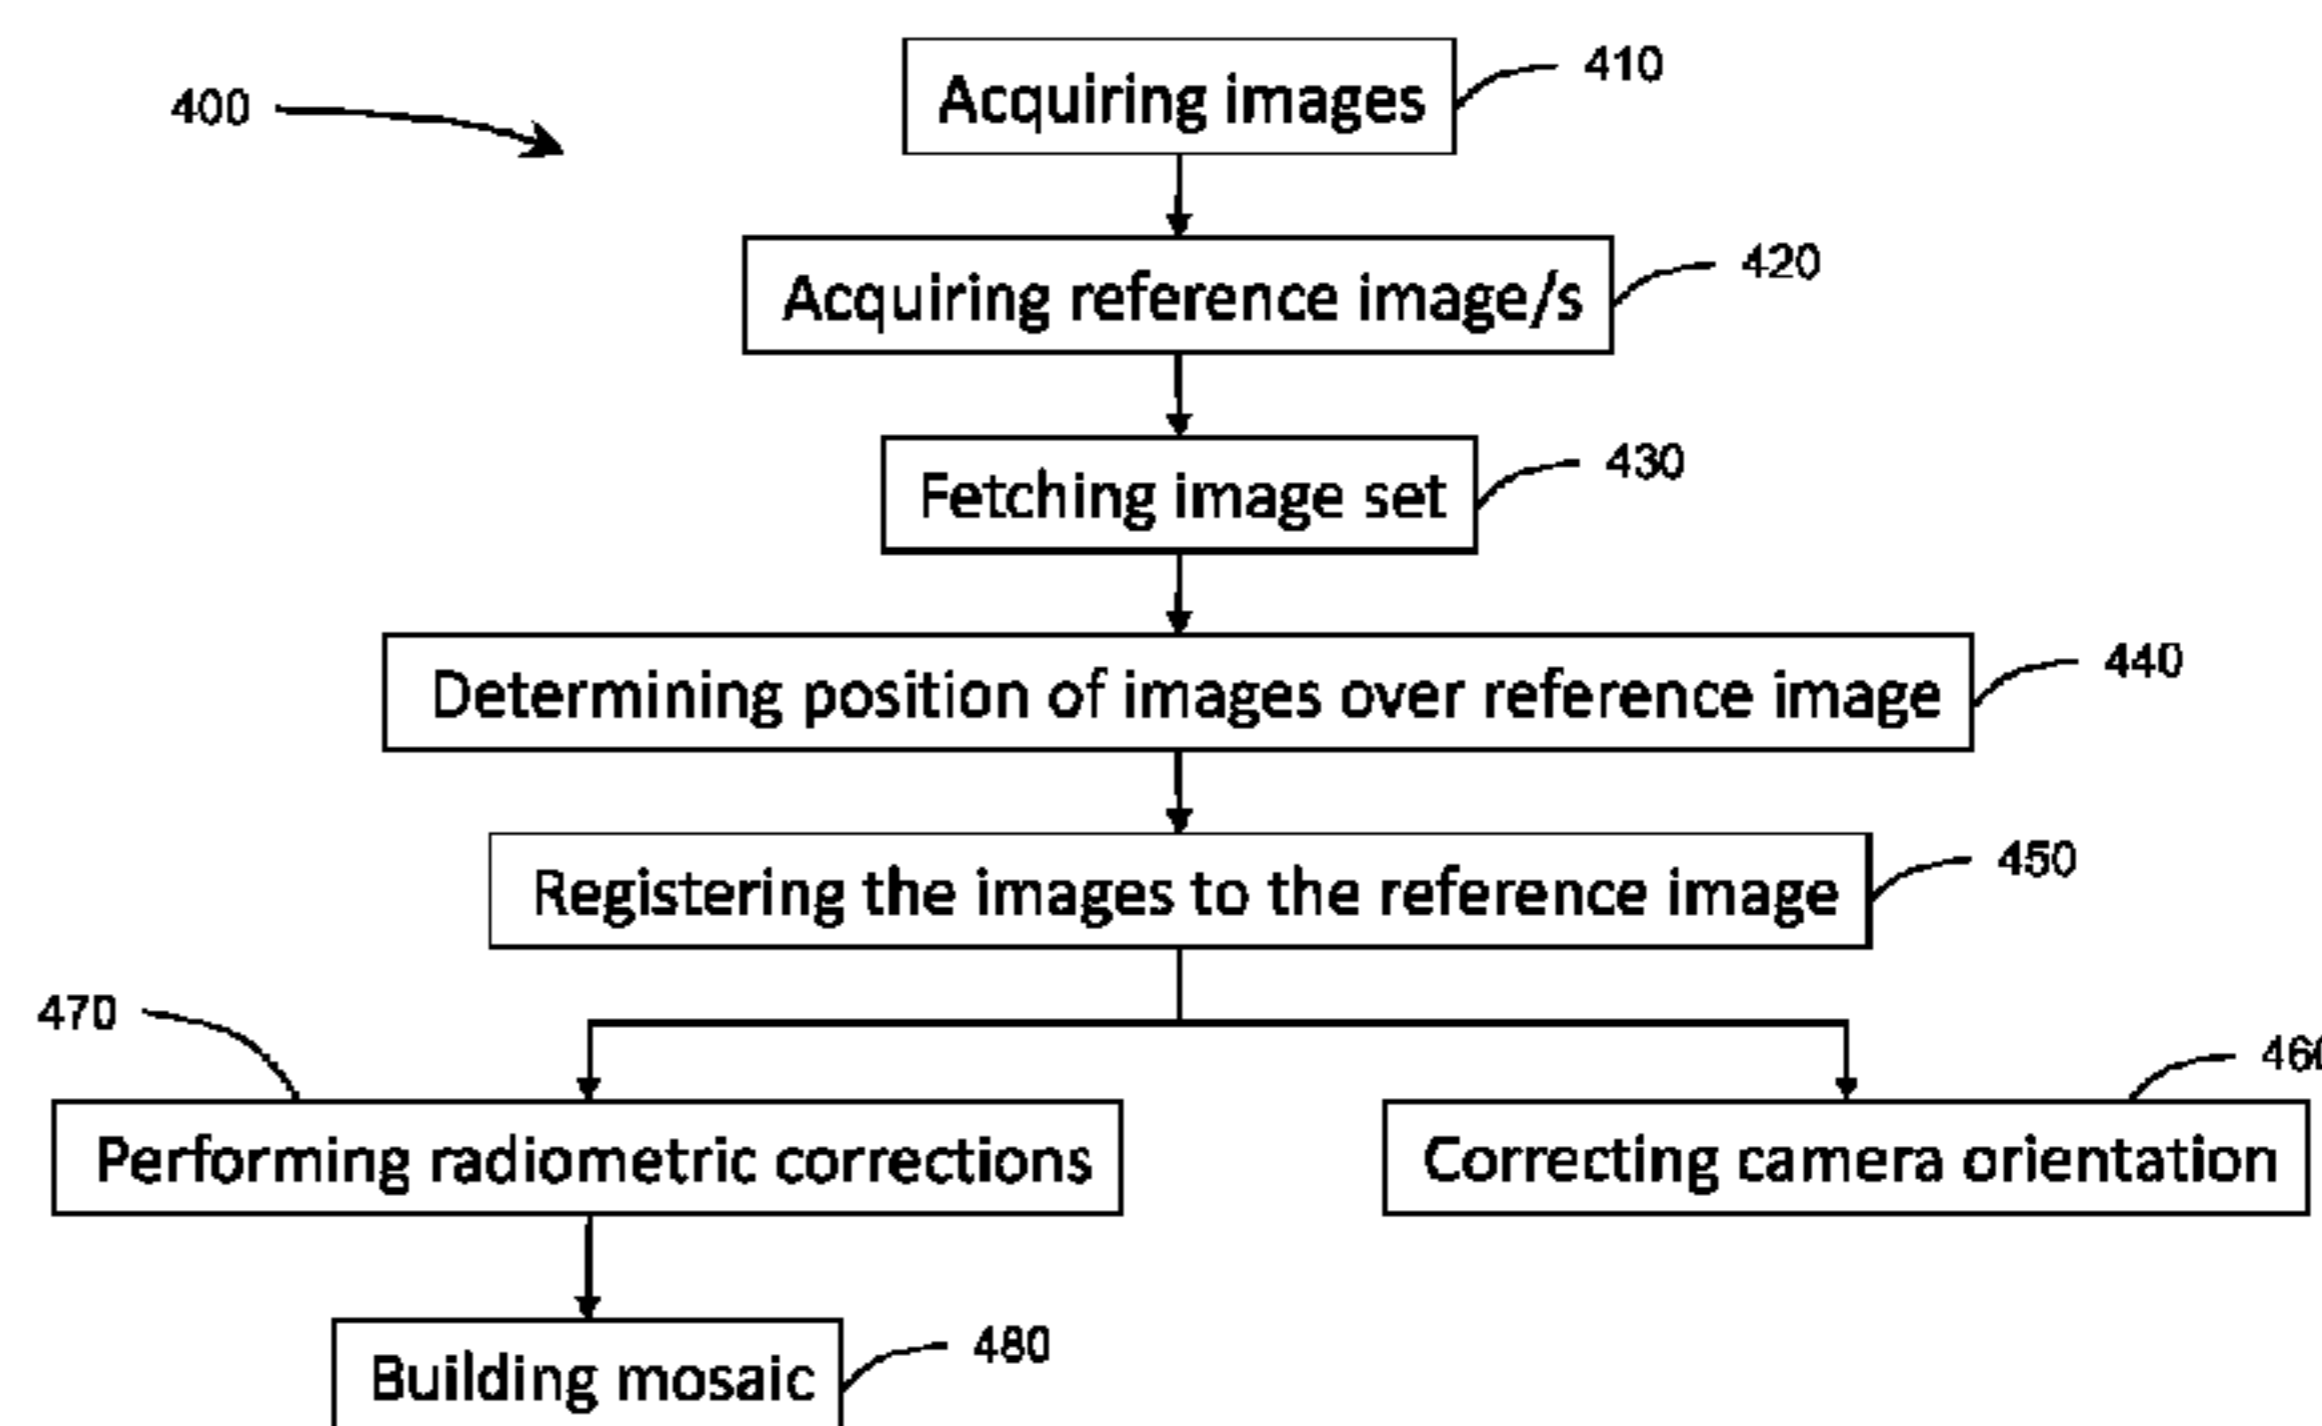 400
Acquiring images
410
Acquiring reference image/s
420
Fetching image set
430
Determining position of images over reference image
440
Registering the images to the reference image
450
470
460
Performing radiometric corrections
Correcting camera orientation
Building mosaic
480